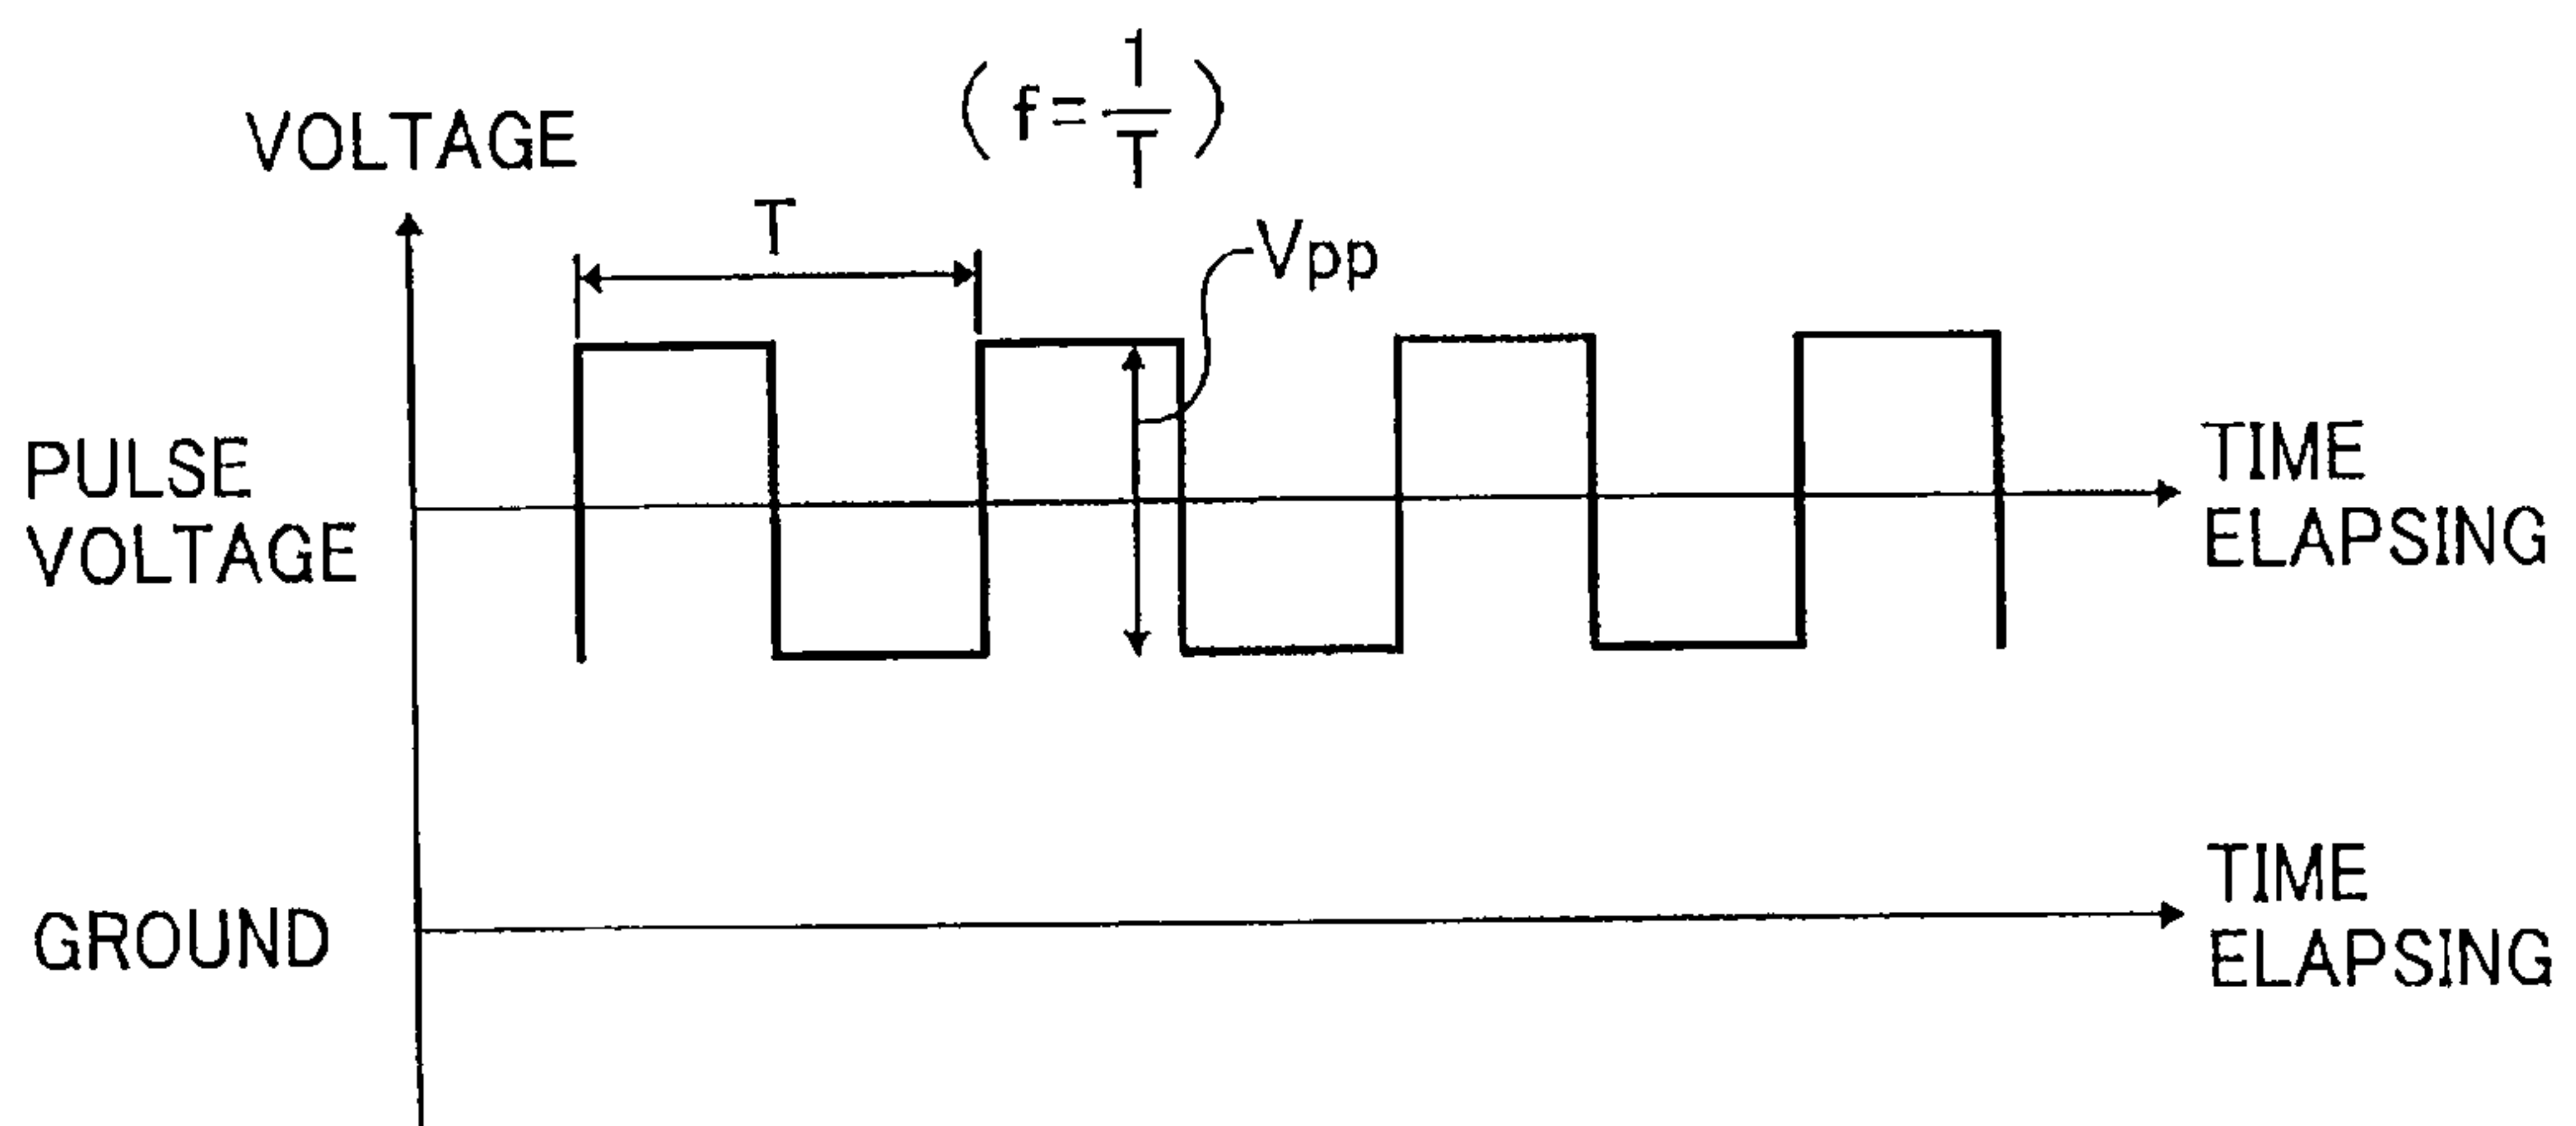 VOLTAGE
(f=1/T)
T
Vpp
PULSE
VOLTAGE
TIME
ELAPSING
GROUND
TIME
ELAPSING